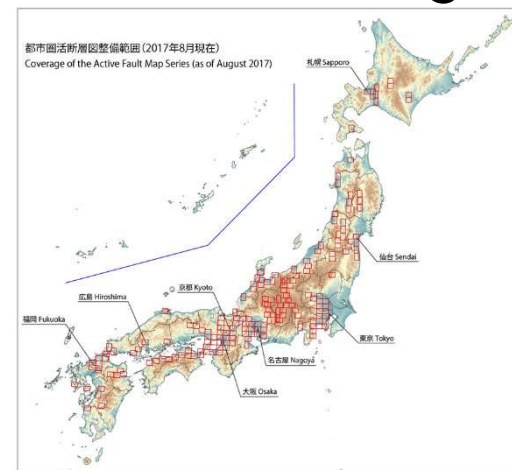 都市圏活断層図整備範囲(2017年8月現在)
Coverage of the Active Fault Map Series (as of August 2017)
札幌 Sapporo
仙台 Sendai
京都 Kyoto
広島 Hiroshima
福岡 Fukuoka
東京 Tokyo
名古屋 Nagoya
大阪 Osaka